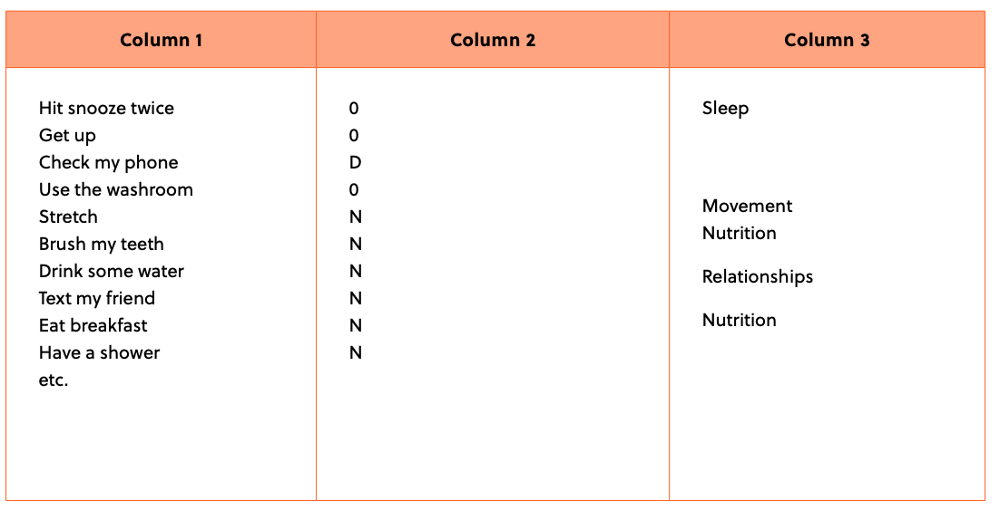 Column 1 Column 2 Column 3
Hit snooze twice 0 Sleep
Get up 0
Check my phone D
Use the washroom 0
Movement
Stretch N
Nutrition
Brush my teeth N
Drink some water N
Relationships
Text my friend N
Nutrition
Eat breakfast N
Have a shower N
etc.